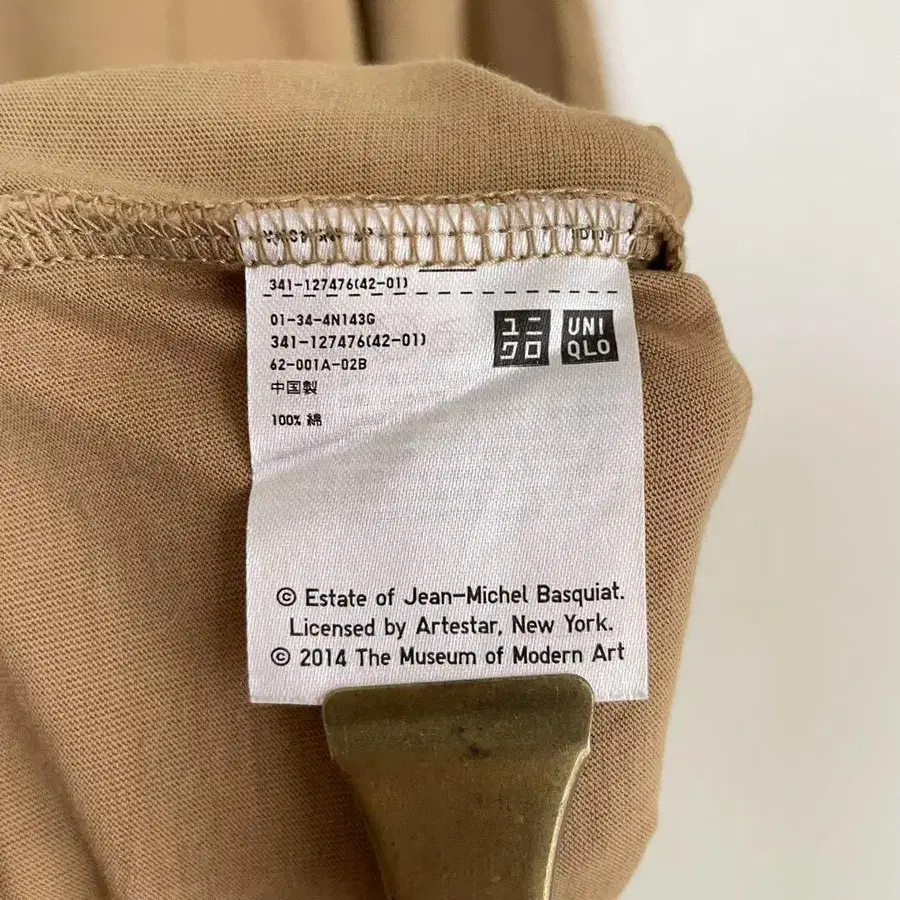 341-127476(42-01)
01-34-4N143G
341-127476(42-01)
62-001A-02B
中国製
100% 綿
ユニ
クロ
UNI
QLO
© Estate of Jean-Michel Basquiat.
Licensed by Artestar, New York.
© 2014 The Museum of Modern Art